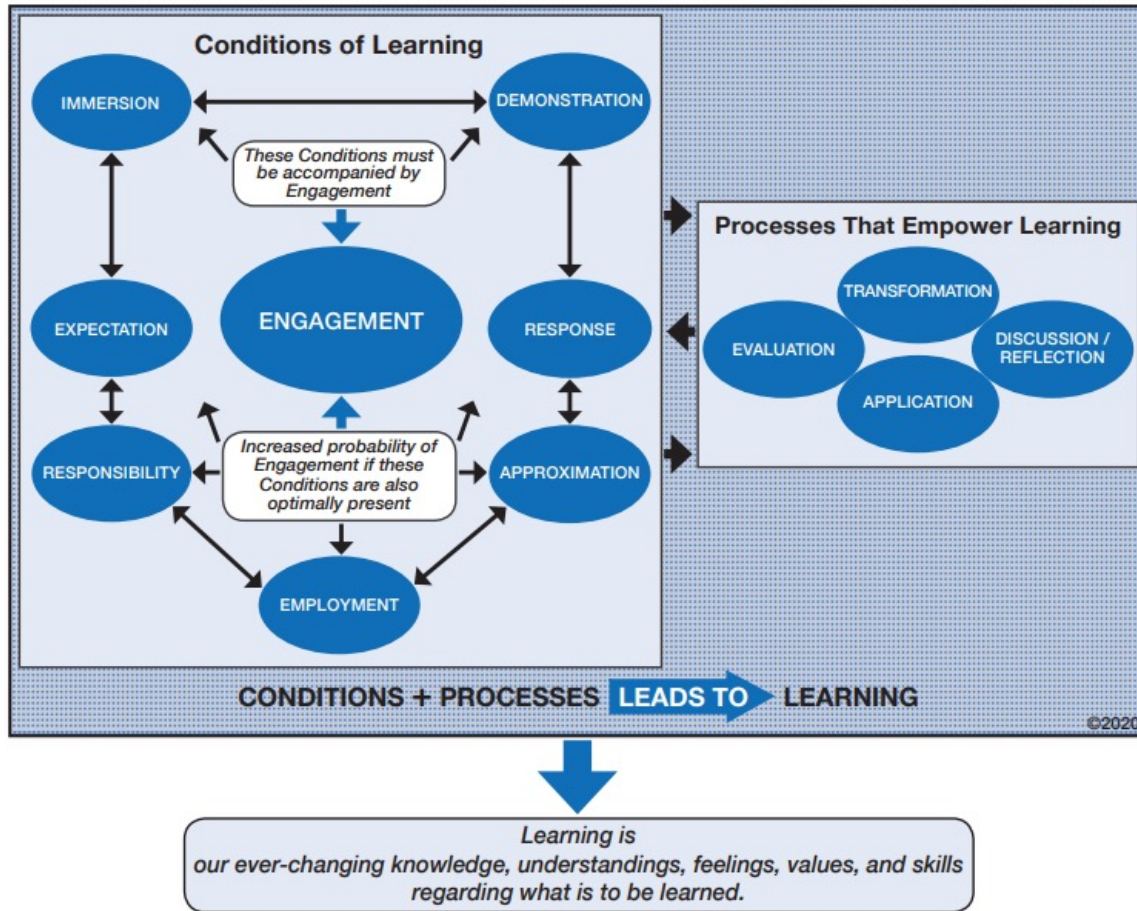 Conditions of Learning
IMMERSION
DEMONSTRATION
These Conditions must
be accompanied by
Engagement
EXPECTATION
ENGAGEMENT
RESPONSE
RESPONSIBILITY
Increased probability of
Engagement if these
Conditions are also
optimally present
APPROXIMATION
EMPLOYMENT
Processes That Empower Learning
TRANSFORMATION
EVALUATION
DISCUSSION /
REFLECTION
APPLICATION
CONDITIONS + PROCESSES LEADS TO LEARNING
©2020
Learning is
our ever-changing knowledge, understandings, feelings, values, and skills
regarding what is to be learned.